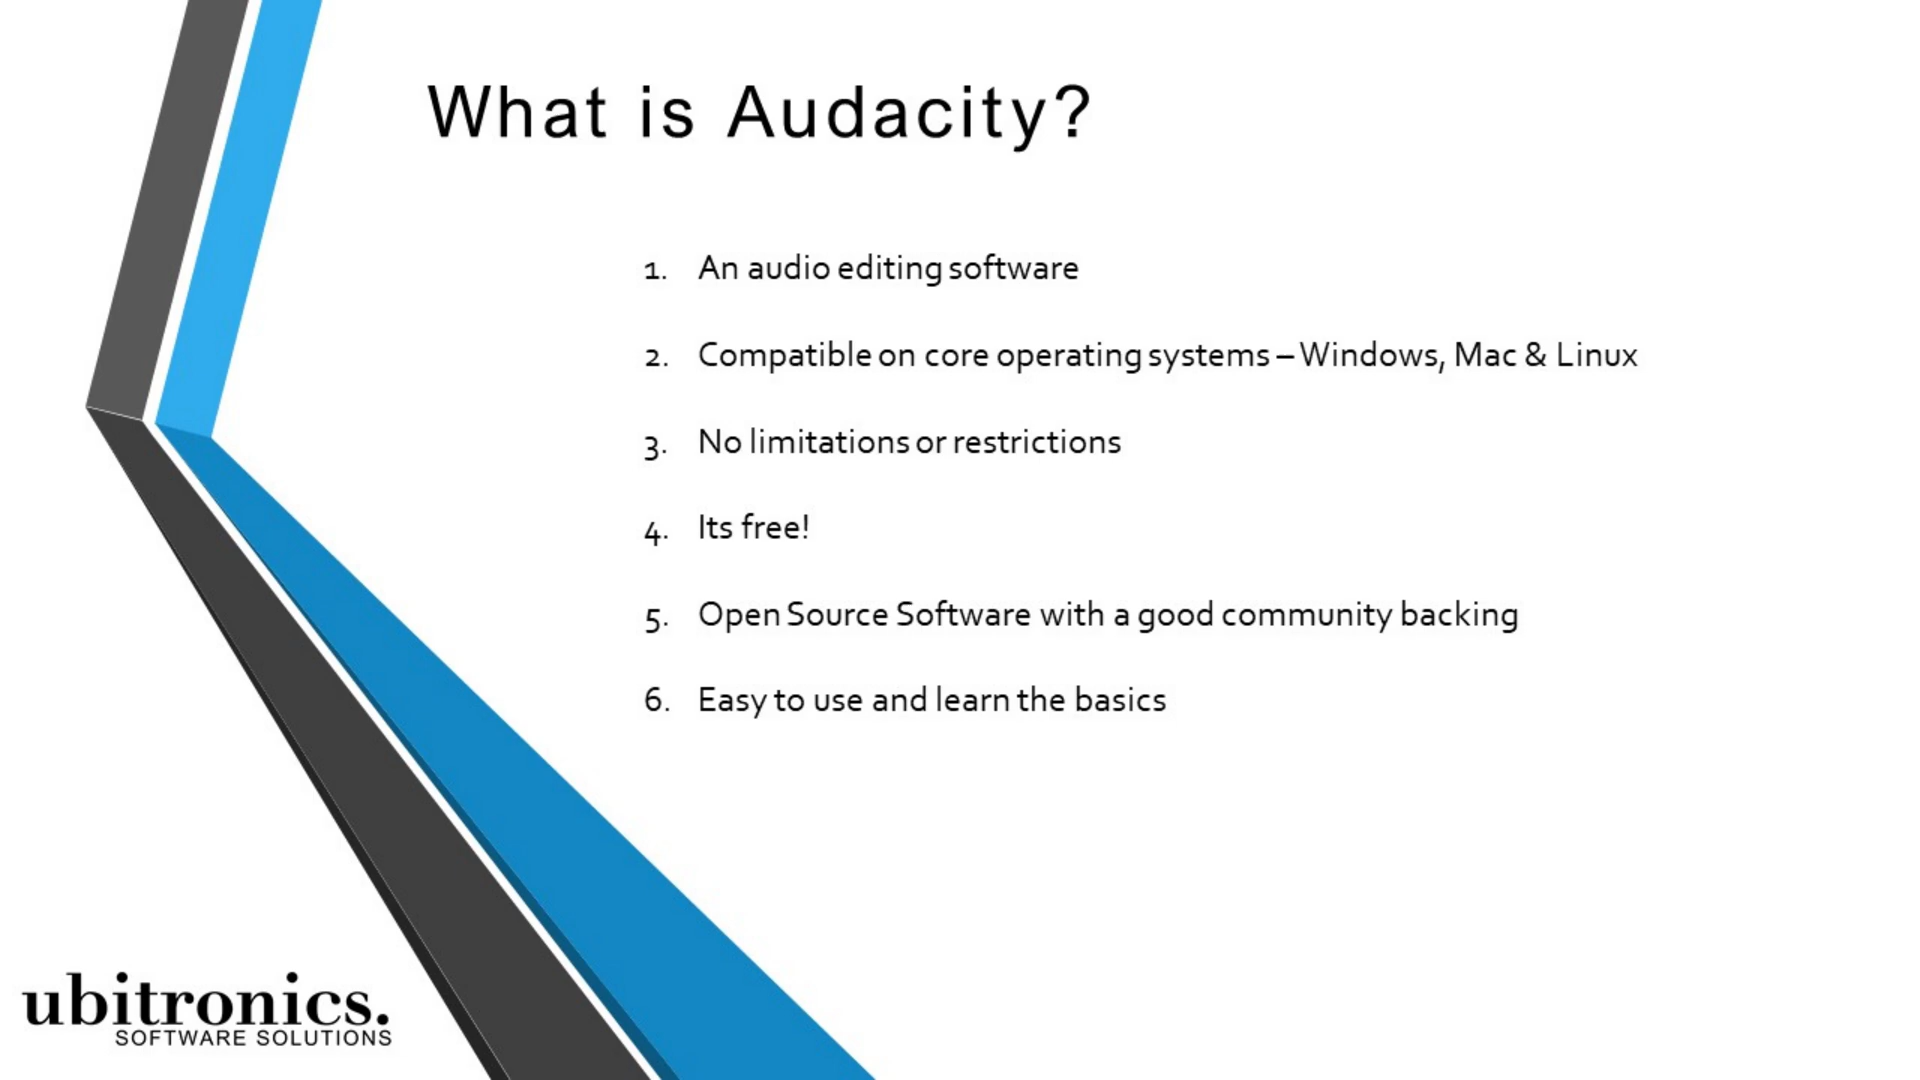 What is Audacity?
1. An audio editing software
2. Compatible on core operating systems – Windows, Mac & Linux
3. No limitations or restrictions
4. Its free!
5. Open Source Software with a good community backing
6. Easy to use and learn the basics
ubitronics.
SOFTWARE SOLUTIONS